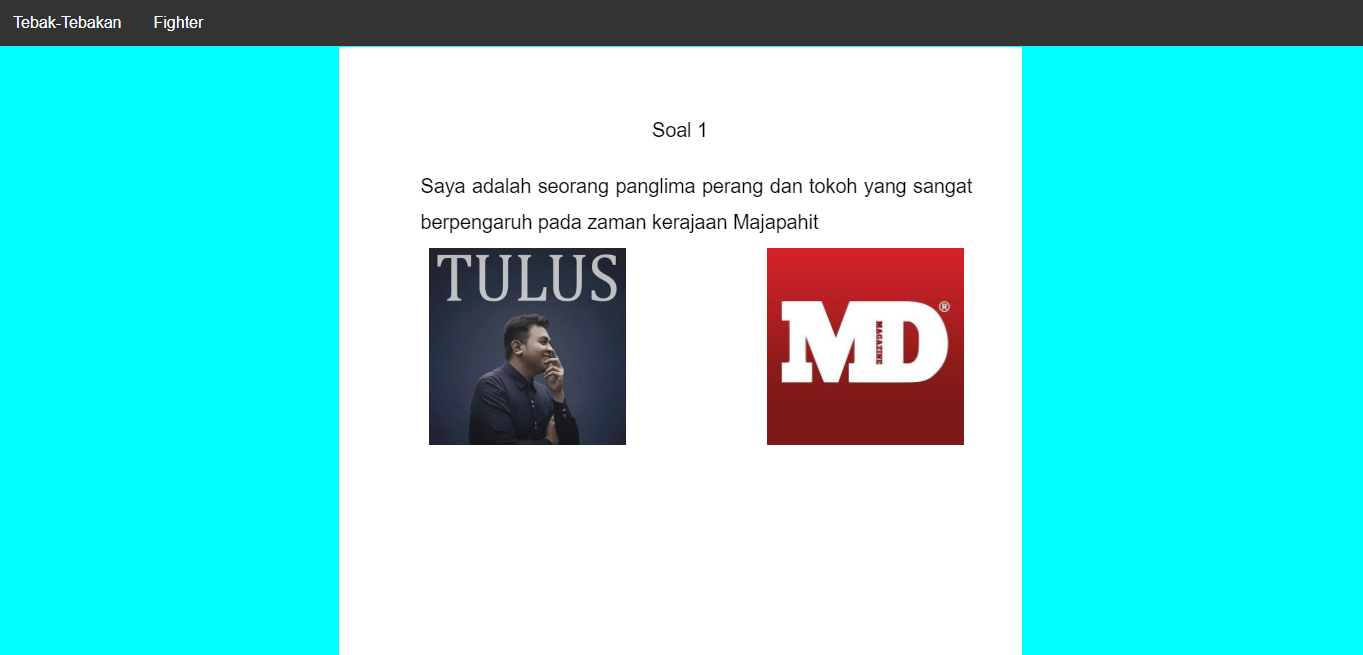 Tebak-Tebakan Fighter
Soal 1
Saya adalah seorang panglima perang dan tokoh yang sangat
berpengaruh pada zaman kerajaan Majapahit
TULUS
MD®
MAGAZINE